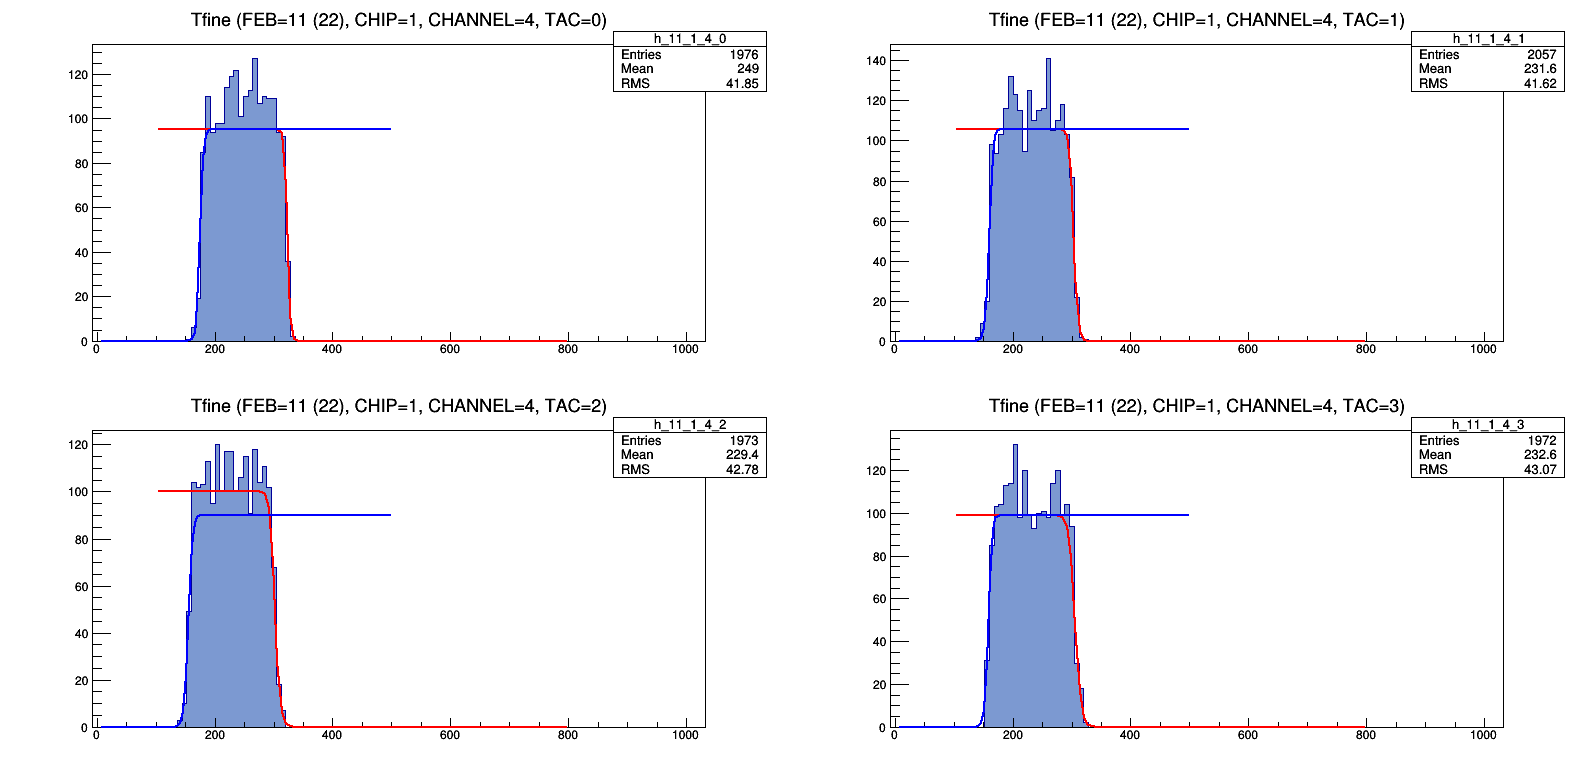 Tfine (FEB=11 (22), CHIP=1, CHANNEL=4, TAC=0)
h_11_1_4_0
Entries 1976
Mean 249
RMS 41.85
120
100
80
60
40
20
0
0 200 400 600 800 1000
Tfine (FEB=11 (22), CHIP=1, CHANNEL=4, TAC=1)
h_11_1_4_1
Entries 2057
Mean 231.6
RMS 41.62
140
120
100
80
60
40
20
0
0 200 400 600 800 1000
Tfine (FEB=11 (22), CHIP=1, CHANNEL=4, TAC=2)
h_11_1_4_2
Entries 1973
Mean 229.4
RMS 42.78
120
100
80
60
40
20
0
0 200 400 600 800 1000
Tfine (FEB=11 (22), CHIP=1, CHANNEL=4, TAC=3)
h_11_1_4_3
Entries 1972
Mean 232.6
RMS 43.07
120
100
80
60
40
20
0
0 200 400 600 800 1000